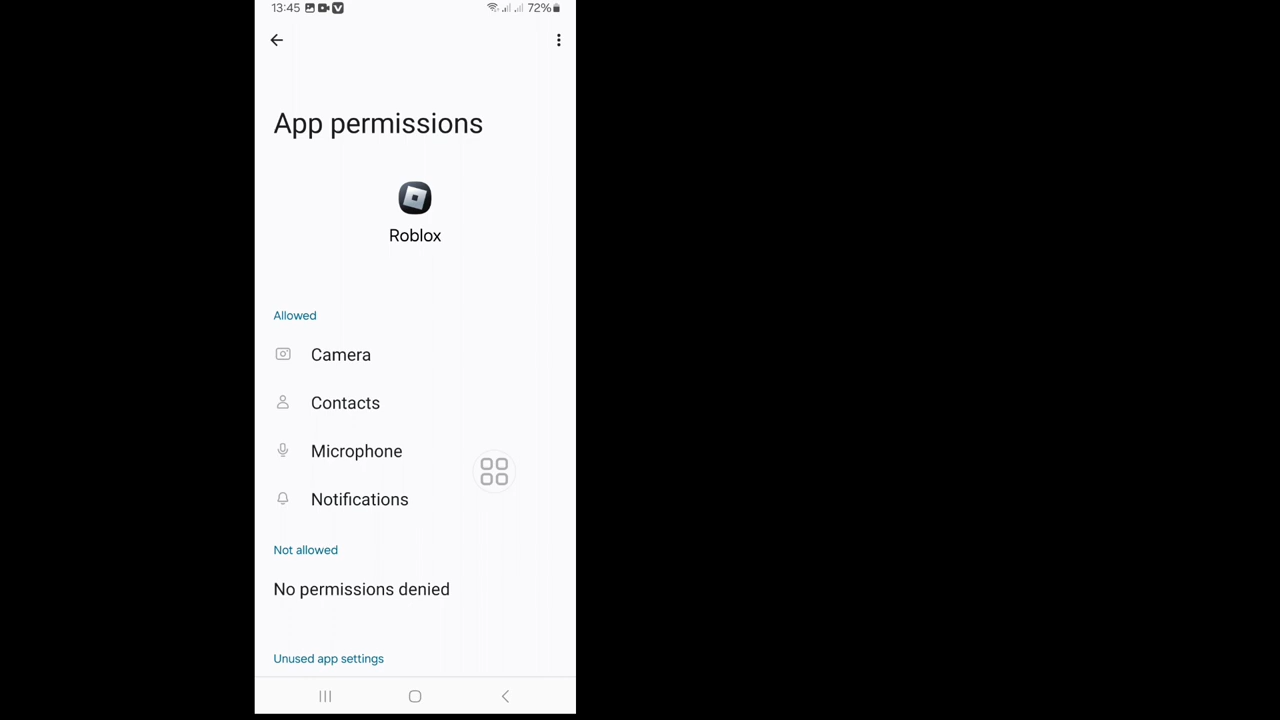 13:45 72%
App permissions
Roblox
Allowed
Camera
Contacts
Microphone
Notifications
Not allowed
No permissions denied
Unused app settings